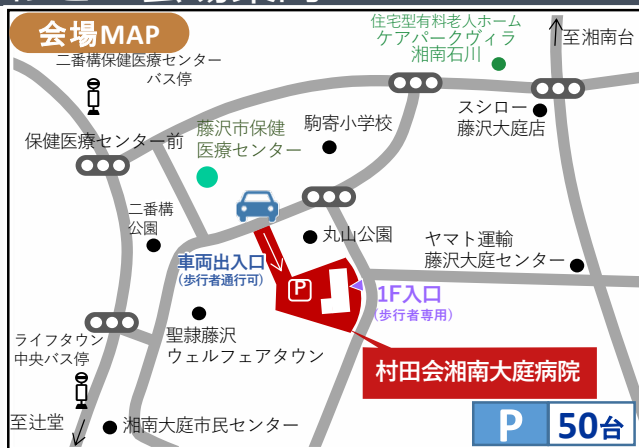 会場MAP
住宅型有料老人ホーム
ケアパークヴィラ
湘南石川
至湘南台
二番構保健医療センター
バス停
スシロー
藤沢大庭店
保健医療センター前
藤沢市保健
医療センター
駒寄小学校
二番構
公園
丸山公園
ヤマト運輸
藤沢大庭センター
車両出入口
(歩行者通行可)
P
1F入口
(歩行者専用)
ライフタウン
中央バス停
聖隷藤沢
ウェルフェアタウン
村田会湘南大庭病院
至辻堂
湘南大庭市民センター
P 50台